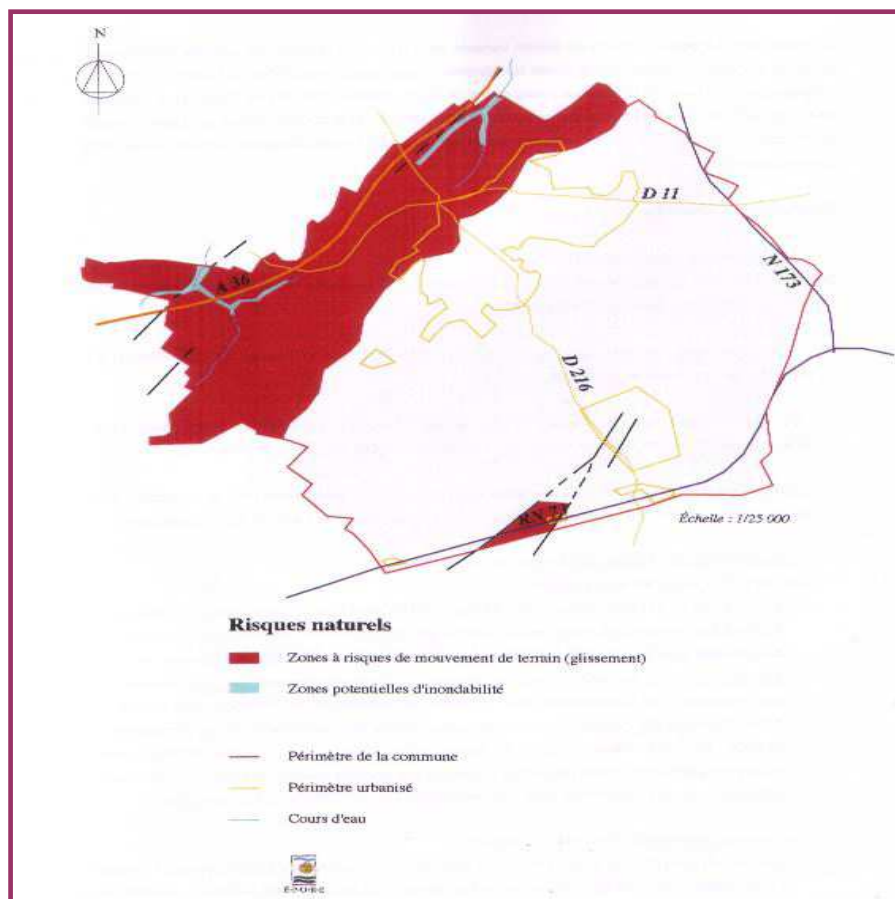 N
D 11
A 36
N 173
D 216
RN 73
Échelle : 1/25 000
Risques naturels
Zones à risques de mouvement de terrain (glissement)
Zones potentielles d'inondabilité
Périmètre de la commune
Périmètre urbanisé
Cours d'eau